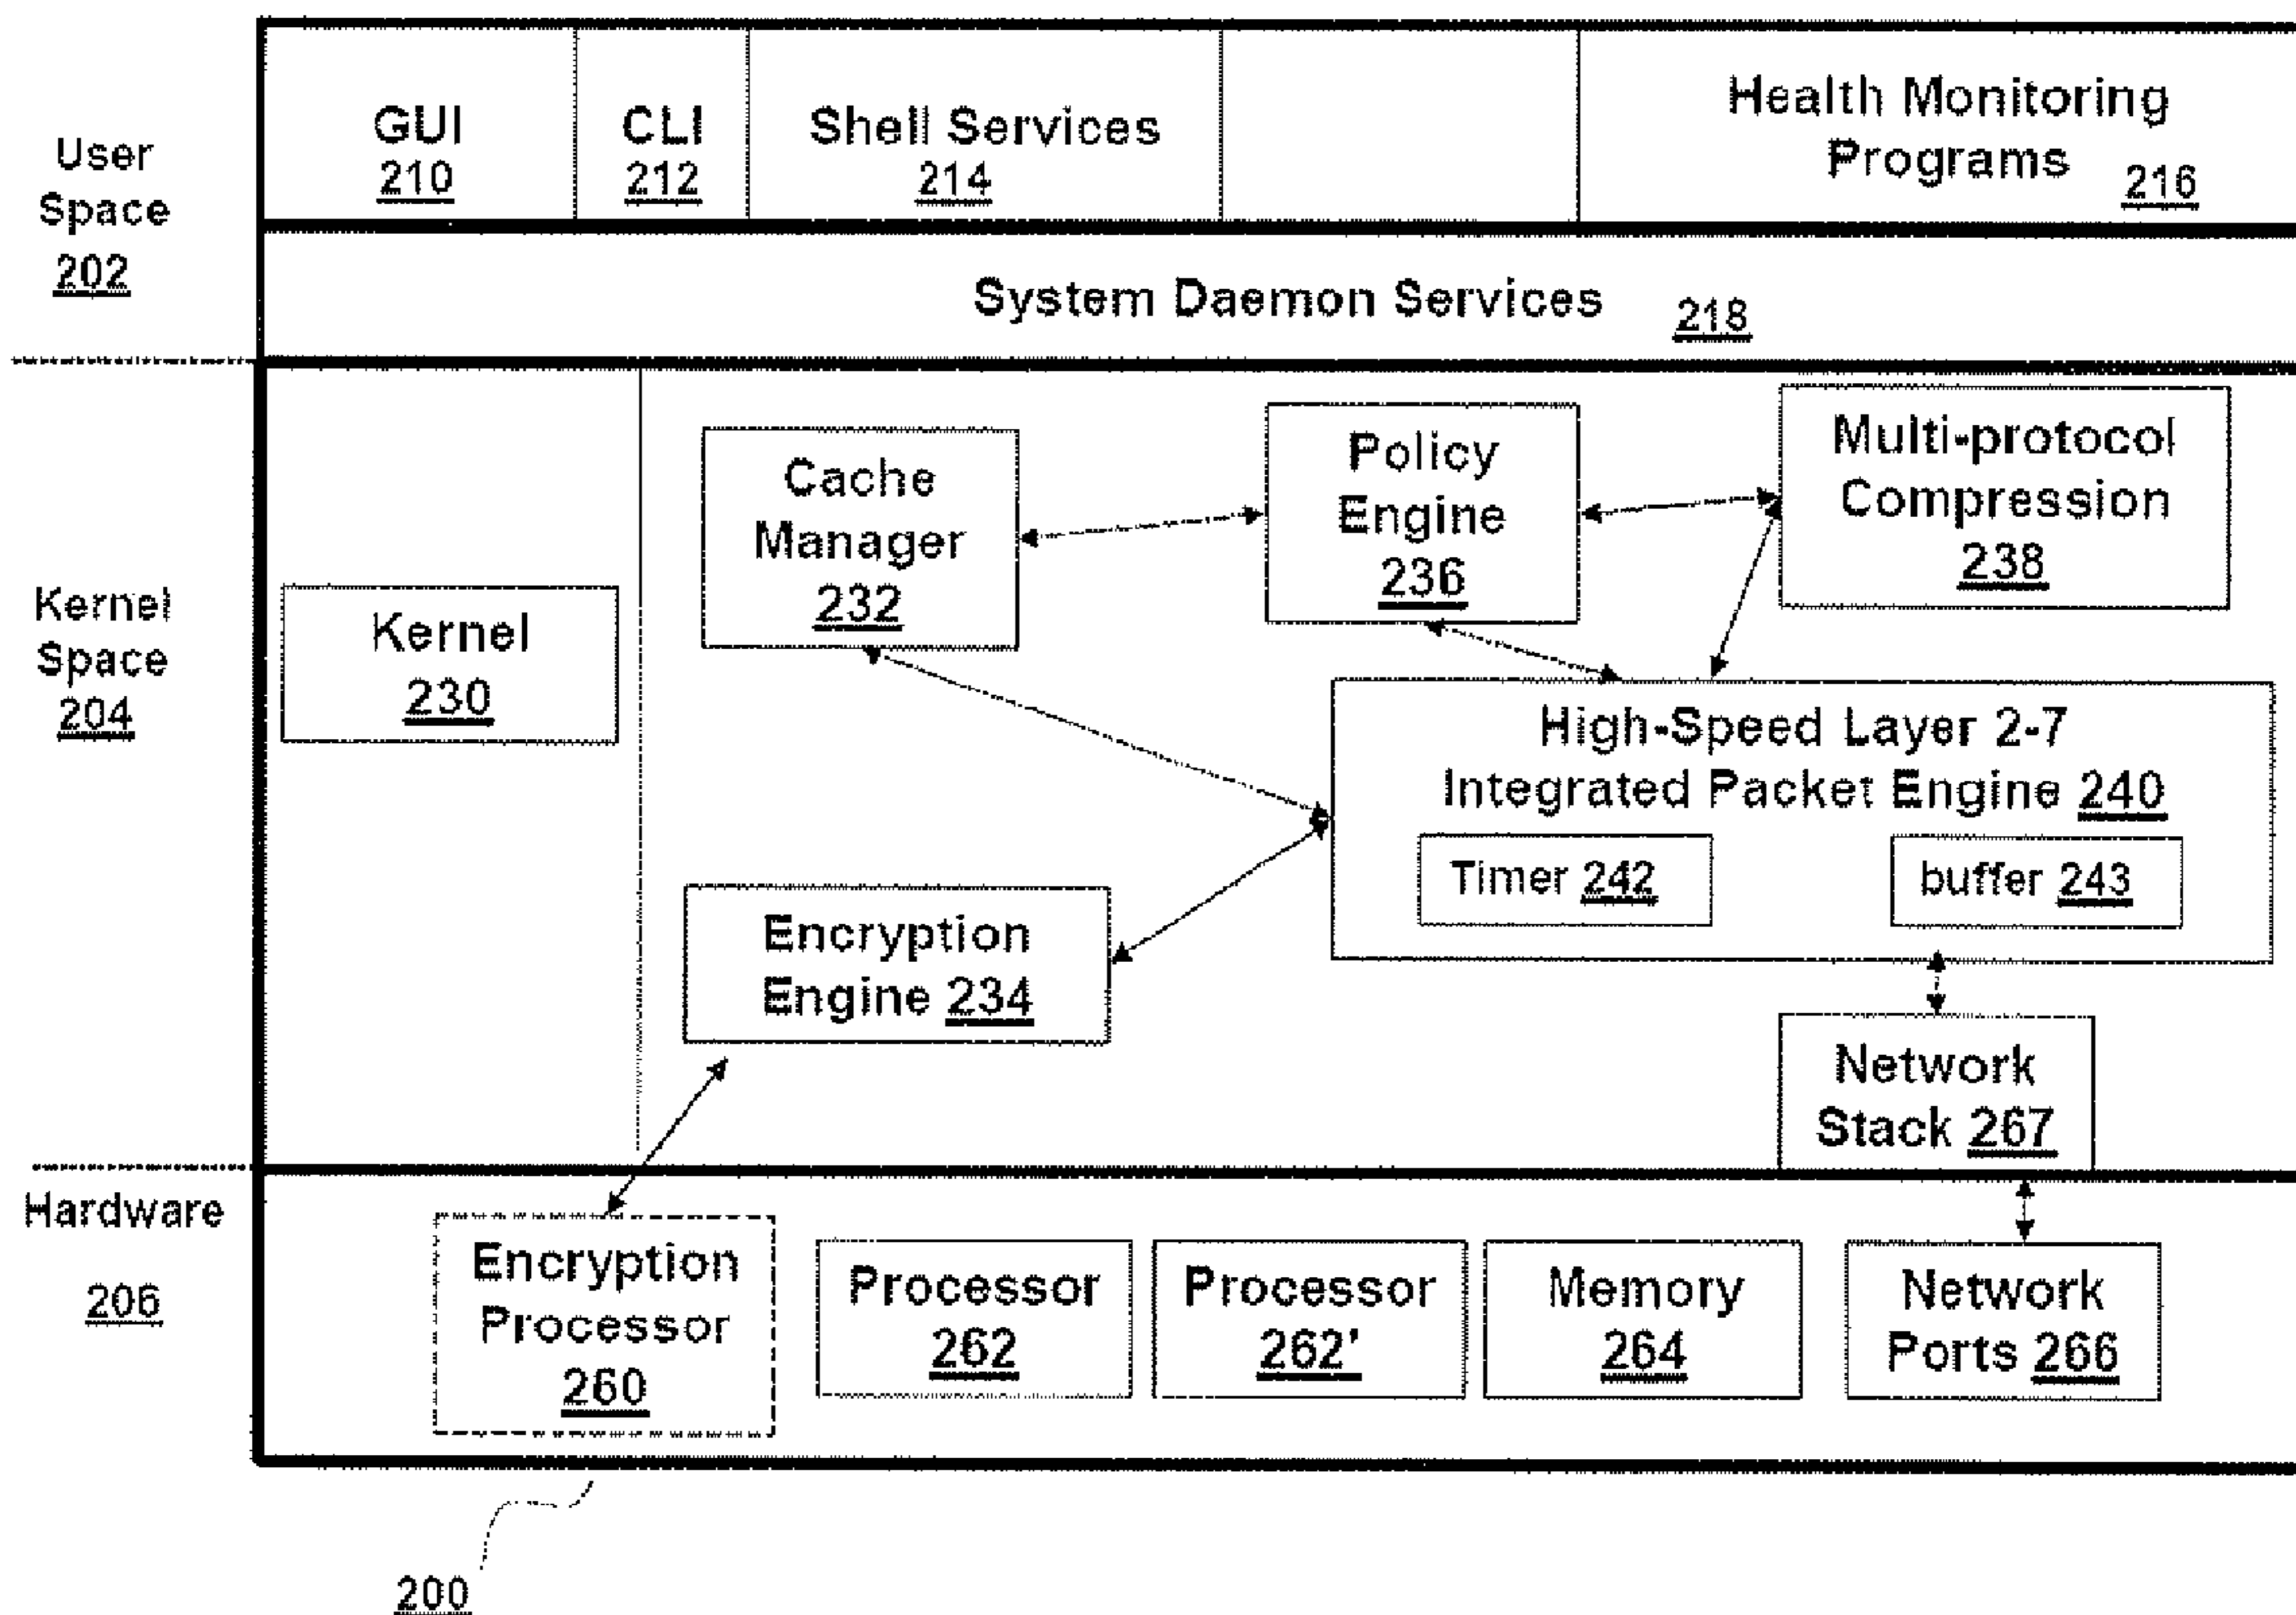 User
Space
202
GUI
210
CLI
212
Shell Services
214
Health Monitoring
Programs 216
System Daemon Services 218
Kernel
Space
204
Kernel
230
Cache
Manager
232
Policy
Engine
236
Multi-protocol
Compression
238
High-Speed Layer 2-7
Integrated Packet Engine 240
Timer 242
buffer 243
Encryption
Engine 234
Network
Stack 267
Hardware
206
Encryption
Processor
260
Processor
262
Processor
262'
Memory
264
Network
Ports 266
200